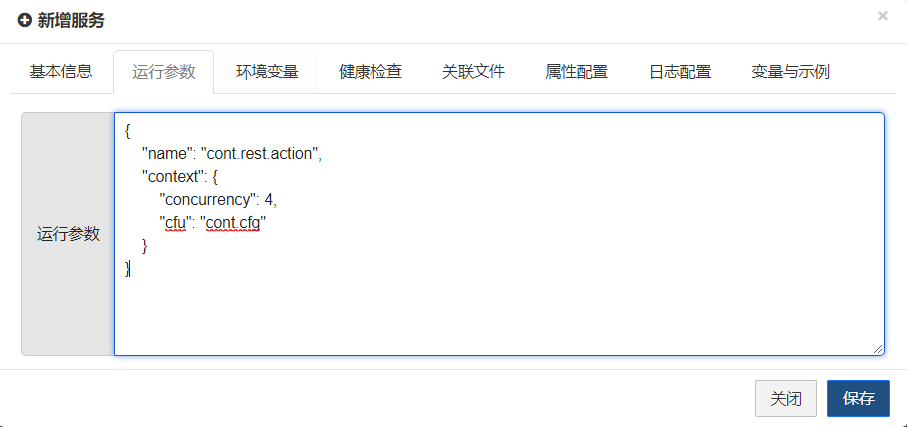 新增服务
基本信息 运行参数 环境变量 健康检查 关联文件 属性配置 日志配置 变量与示例
运行参数
{
"name": "cont.rest.action",
"context": {
"concurrency": 4,
"cfu": "cont.cfg"
}
}
关闭 保存